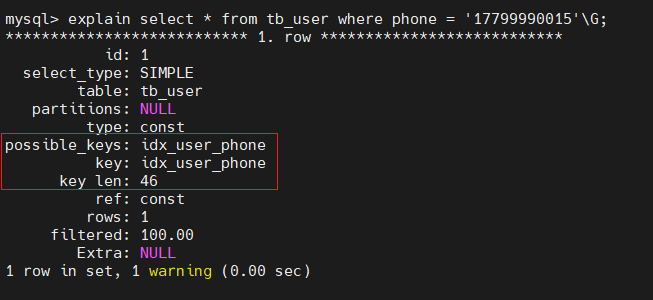 mysql> explain select * from tb_user where phone = '17799990015'\G;
*************************** 1. row ***************************
id: 1
select_type: SIMPLE
table: tb_user
partitions: NULL
type: const
possible_keys: idx_user_phone
key: idx_user_phone
key_len: 46
ref: const
rows: 1
filtered: 100.00
Extra: NULL
1 row in set, 1 warning (0.00 sec)